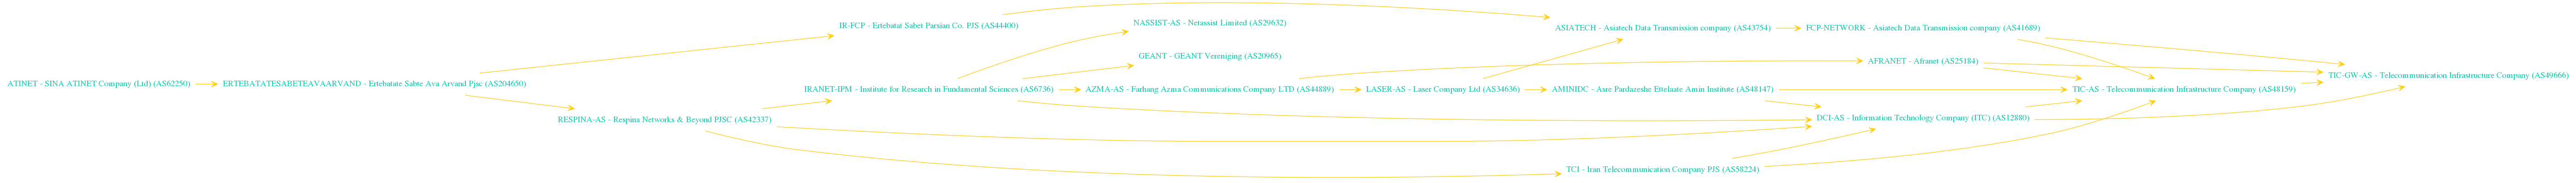 IR-FCP - Ertebatat Sabet Parsian Co. PJS (AS44400)
NASSIST-AS - Netassist Limited (AS29632)
ASIATECH - Asiatech Data Transmission company (AS43754)
FCP-NETWORK - Asiatech Data Transmission company (AS41689)
GEANT - GEANT Vereniging (AS20965)
AFRANET - Afranet (AS25184)
TIC-GW-AS - Telecommunication Infrastructure Company (AS49666)
ATINET - SINA ATINET Company (Ltd) (AS62250)
ERTEBATATESABETEAVAARVAND - Ertebatate Sabte Ava Arvand Pjsc (AS204650)
IRANET-IPM - Institute for Research in Fundamental Sciences (AS6736)
AZMA-AS - Farhang Azma Communications Company LTD (AS44889)
LASER-AS - Laser Company Ltd (AS34636)
AMINIDC - Asre Pardazeshe Ettelaate Amin Institute (AS48147)
TIC-AS - Telecommunication Infrastructure Company (AS48159)
RESPINA-AS - Respina Networks & Beyond PJSC (AS42337)
DCI-AS - Information Technology Company (ITC) (AS12880)
TCI - Iran Telecommunication Company PJS (AS58224)